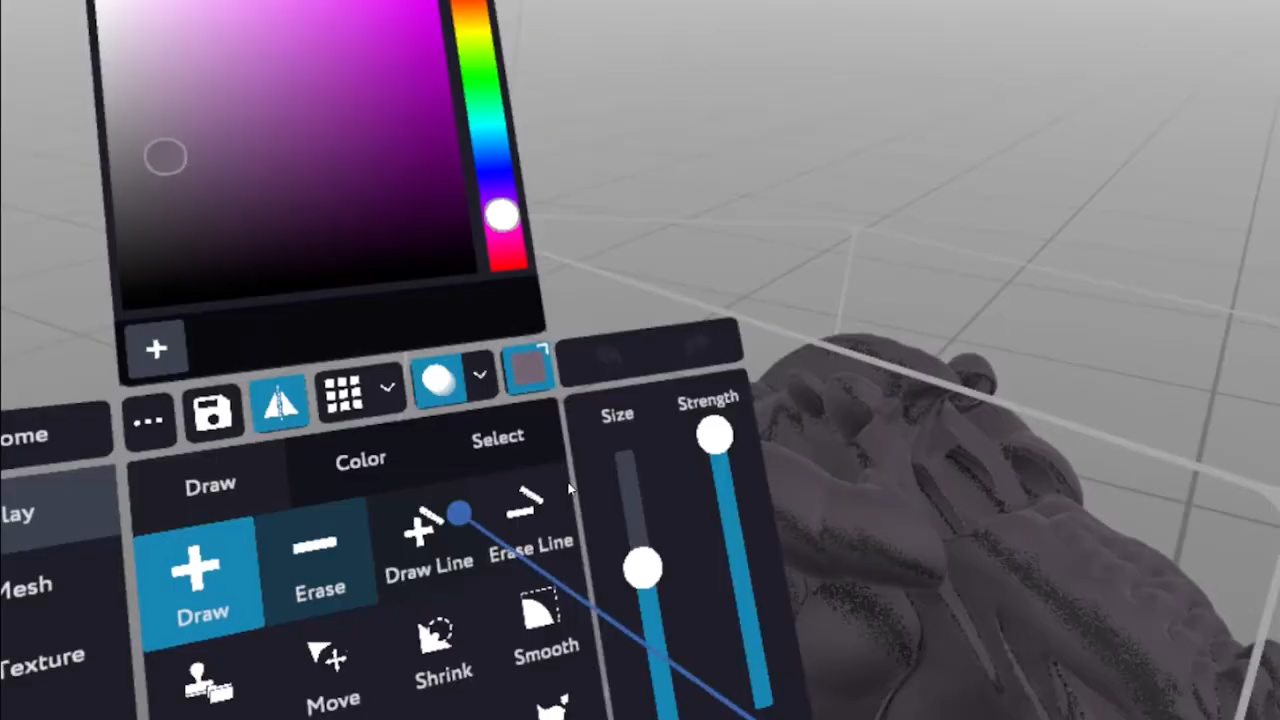 Size
Strength
ome
Draw
Color
Select
lay
Draw
Erase
Draw Line
Erase Line
Mesh
Texture
Move
Shrink
Smooth